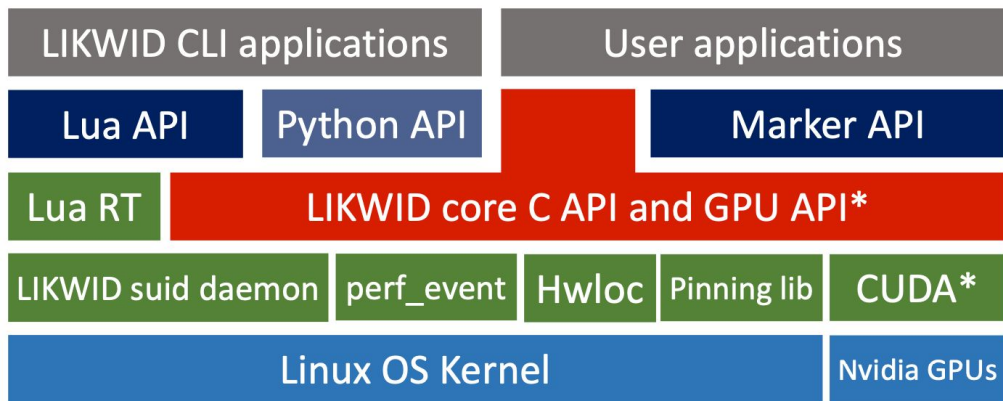 LIKWID CLI applications
User applications
Lua API
Python API
Marker API
Lua RT
LIKWID core C API and GPU API*
LIKWID suid daemon
perf_event
Hwloc
Pinning lib
CUDA*
Linux OS Kernel
Nvidia GPUs